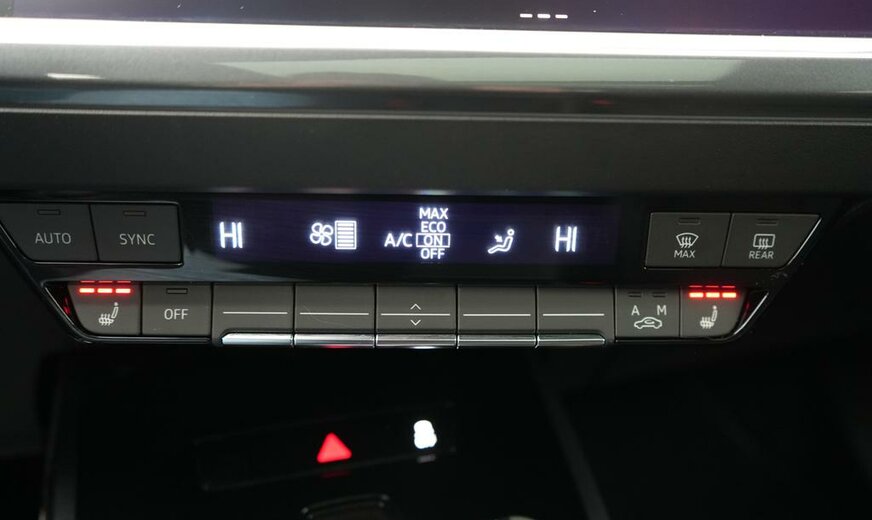 AUTO
SYNC
HI
A/C
MAX
ECO
ON
OFF
HI
MAX
REAR
OFF
A M